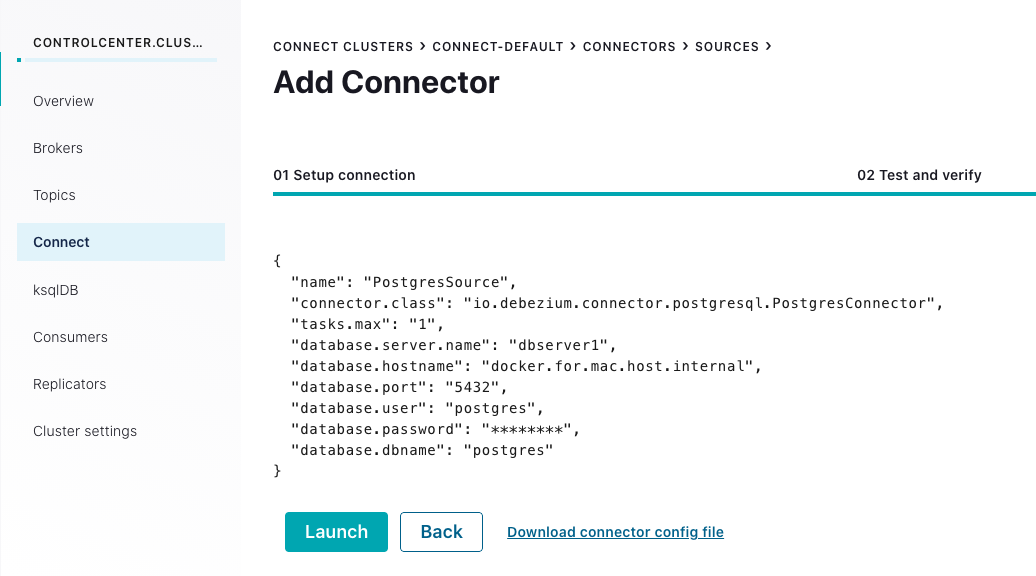 CONTROLCENTER.CLUS...
Overview
Brokers
Topics
Connect
ksqlDB
Consumers
Replicators
Cluster settings
CONNECT CLUSTERS > CONNECT-DEFAULT > CONNECTORS > SOURCES >
Add Connector
01 Setup connection
02 Test and verify
{
  "name": "PostgresSource",
  "connector.class": "io.debezium.connector.postgresql.PostgresConnector",
  "tasks.max": "1",
  "database.server.name": "dbserver1",
  "database.hostname": "docker.for.mac.host.internal",
  "database.port": "5432",
  "database.user": "postgres",
  "database.password": "********",
  "database.dbname": "postgres"
}
Launch
Back
Download connector config file